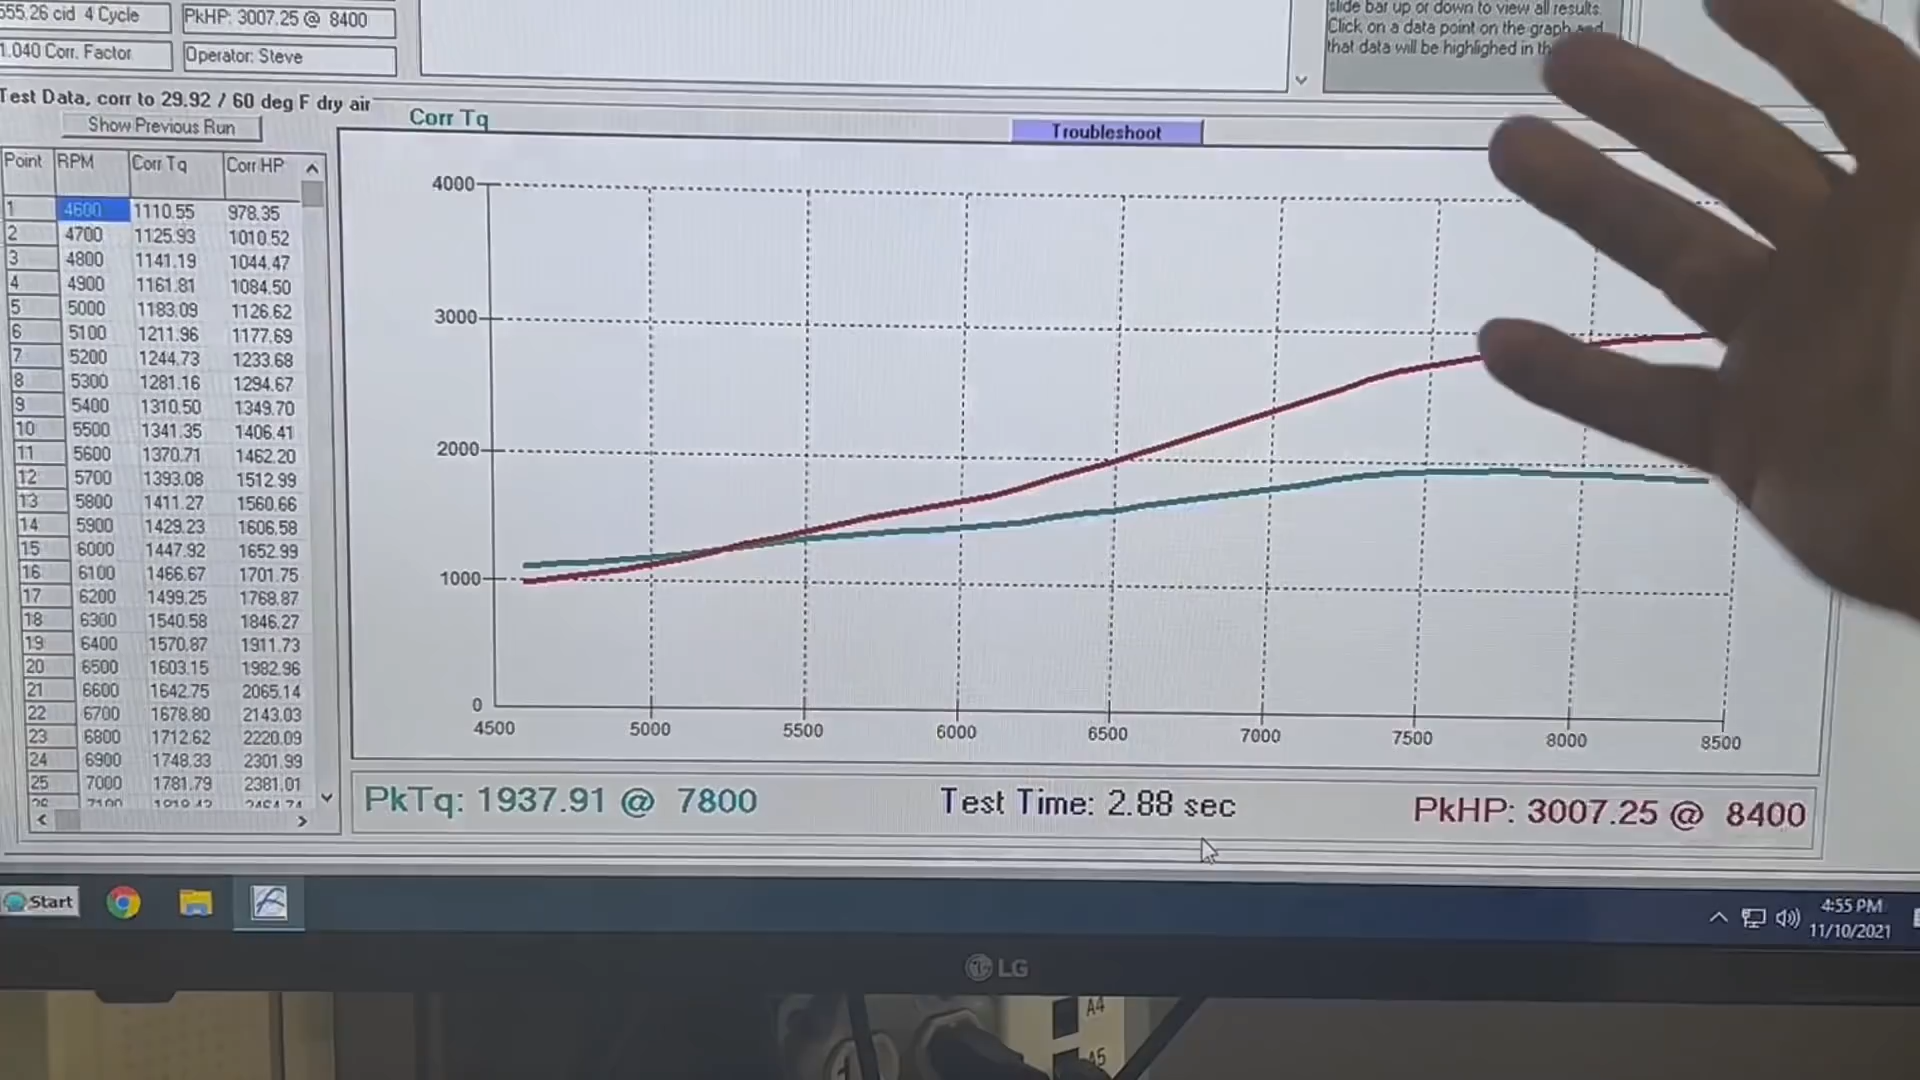 555.26 cid 4 Cycle
PkHP: 3007.25 @ 8400
1.040 Corr. Factor
Operator: Steve
slide bar up or down to view all results.
Click on a data point on the graph and
that data will be highlighed in
Test Data, corr to 29.92 / 60 deg F dry air
Show Previous Run
Corr Tq
Troubleshoot
Point RPM Corr Tq Corr HP
1 4600 1110.55 978.35
2 4700 1125.93 1010.52
3 4800 1141.19 1044.47
4 4900 1161.81 1084.50
5 5000 1183.09 1126.62
6 5100 1211.96 1177.69
7 5200 1244.73 1233.68
8 5300 1281.16 1294.67
9 5400 1310.50 1349.70
10 5500 1341.35 1406.41
11 5600 1370.71 1462.20
12 5700 1393.08 1512.99
13 5800 1411.27 1560.66
14 5900 1429.23 1606.58
15 6000 1447.92 1652.99
16 6100 1466.67 1701.75
17 6200 1499.25 1768.87
18 6300 1540.58 1846.27
19 6400 1570.87 1911.73
20 6500 1603.15 1982.96
21 6600 1642.75 2065.14
22 6700 1678.80 2143.03
23 6800 1712.62 2220.09
24 6900 1748.33 2301.99
25 7000 1781.79 2381.01
4000
3000
2000
1000
0
4500 5000 5500 6000 6500 7000 7500 8000 8500
PkTq: 1937.91 @ 7800
Test Time: 2.88 sec
PkHP: 3007.25 @ 8400
Start
4:55 PM
11/10/2021
LG
A4
A5